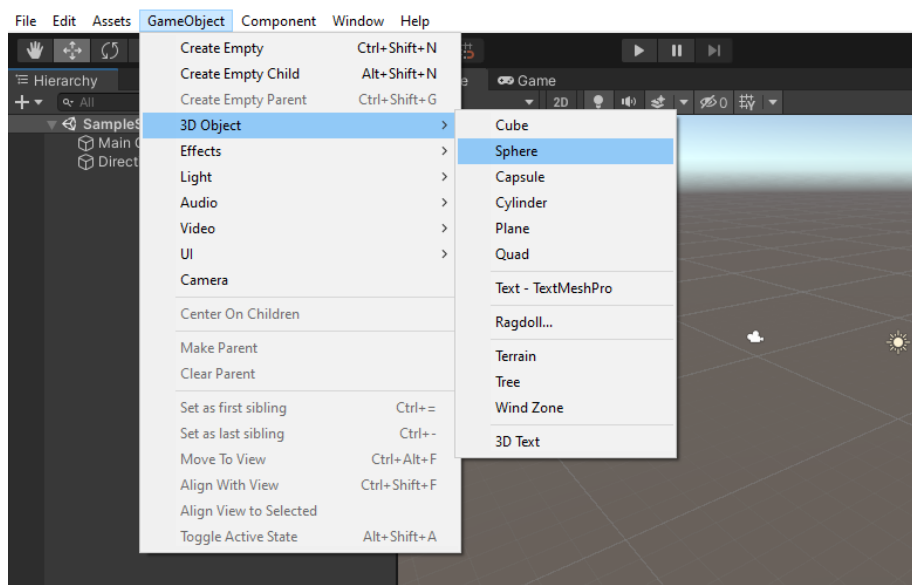 File Edit Assets GameObject Component Window Help
Hierarchy
Game
All
2D
0
SampleS
Main
Direct
Create Empty Ctrl+Shift+N
Create Empty Child Alt+Shift+N
Create Empty Parent Ctrl+Shift+G
3D Object
Effects
Light
Audio
Video
UI
Camera
Center On Children
Make Parent
Clear Parent
Set as first sibling Ctrl+=
Set as last sibling Ctrl+-
Move To View Ctrl+Alt+F
Align With View Ctrl+Shift+F
Align View to Selected
Toggle Active State Alt+Shift+A
Cube
Sphere
Capsule
Cylinder
Plane
Quad
Text - TextMeshPro
Ragdoll...
Terrain
Tree
Wind Zone
3D Text